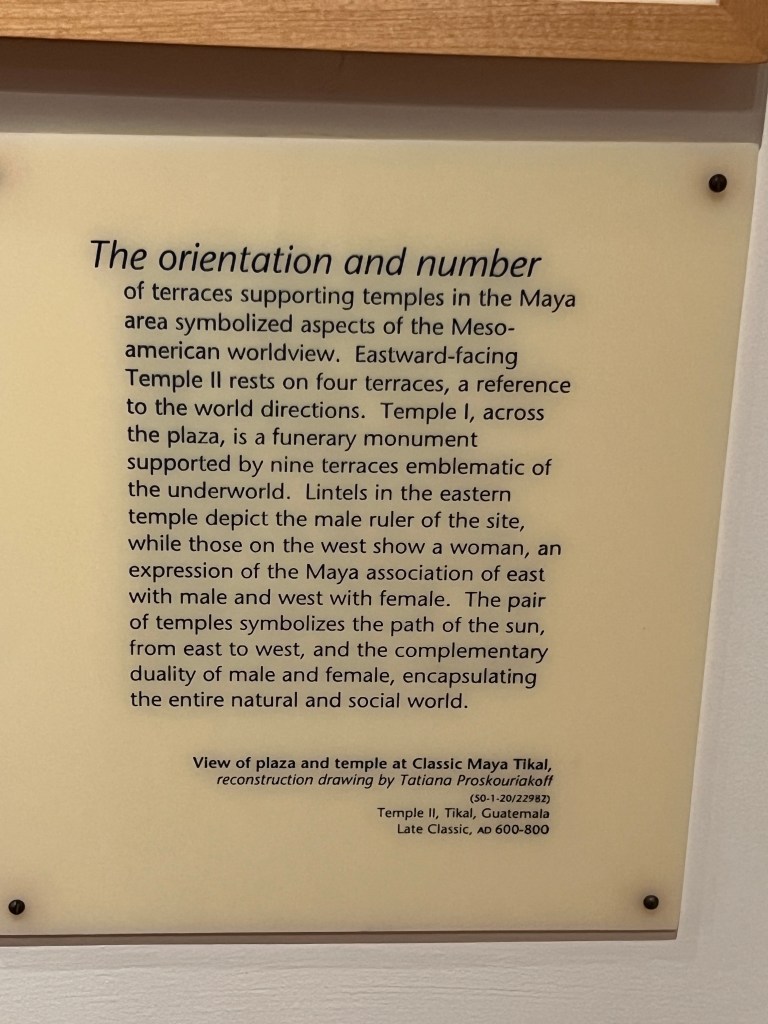 The orientation and number
of terraces supporting temples in the Maya
area symbolized aspects of the Meso-
american worldview. Eastward-facing
Temple II rests on four terraces, a reference
to the world directions. Temple I, across
the plaza, is a funerary monument
supported by nine terraces emblematic of
the underworld. Lintels in the eastern
temple depict the male ruler of the site,
while those on the west show a woman, an
expression of the Maya association of east
with male and west with female. The pair
of temples symbolizes the path of the sun,
from east to west, and the complementary
duality of male and female, encapsulating
the entire natural and social world.
View of plaza and temple at Classic Maya Tikal,
reconstruction drawing by Tatiana Proskouriakoff
(50-1-20/22982)
Temple II, Tikal, Guatemala
Late Classic, AD 600-800